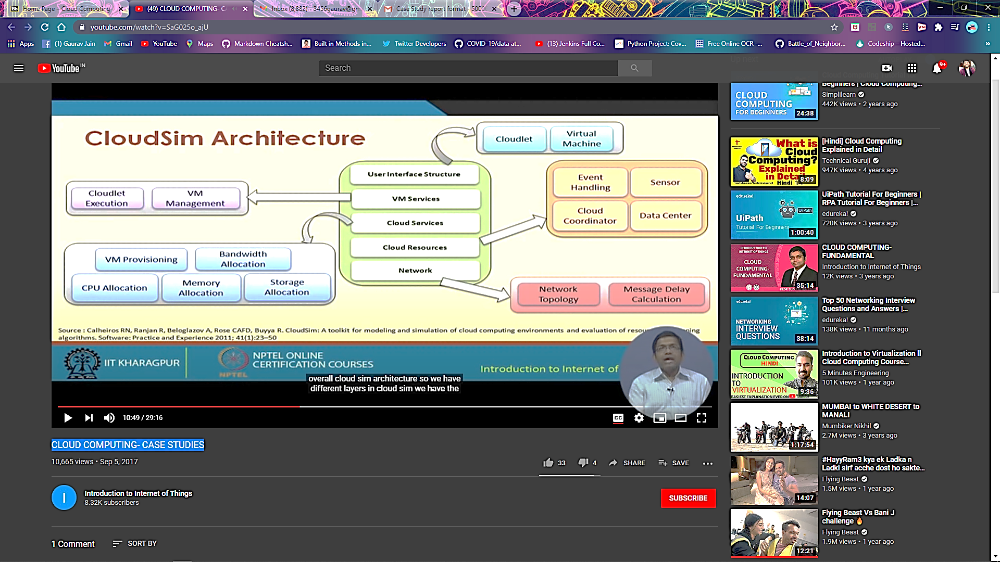 Home Page – Cloud Computing-
(49) CLOUD COMPUTING- CA
Inbox (8,882) - 3456gaurav@gm
Case Study report format - 5000
youtube.com/watch?v=SaG025o_ajU
Apps
(1) Gaurav Jain
Gmail
YouTube
Maps
Markdown Cheatsh...
Built in Methods in...
Twitter Developers
COVID-19/data at...
(13) Jenkins Full Co...
Python Project: Cov...
Free Online OCR -...
Battle_of_Neighbor...
Codeship – Hosted...
YouTube IN
Search
9+
CloudSim Architecture
Cloudlet
Virtual
Machine
User Interface Structure
VM Services
Cloud Services
Cloud Resources
Network
Cloudlet
Execution
VM
Management
Event
Handling
Sensor
Cloud
Coordinator
Data Center
VM Provisioning
Bandwidth
Allocation
CPU Allocation
Memory
Allocation
Storage
Allocation
Network
Topology
Message Delay
Calculation
Source : Calheiros RN, Ranjan R, Beloglazov A, Rose CAFD, Buyya R. CloudSim: A toolkit for modeling and simulation of cloud computing environments and evaluation of
algorithms. Software: Practice and Experience 2011; 41(1):23–50
IIT KHARAGPUR
NPTEL
NPTEL ONLINE
CERTIFICATION COURSES
Introduction to Internet of
overall cloud sim architecture so we have
different layers in cloud sim we have the
10:49 / 29:16
CC
CLOUD COMPUTING- CASE STUDIES
10,665 views • Sep 5, 2017
33
4
SHARE
SAVE
I
Introduction to Internet of Things
8.32K subscribers
SUBSCRIBE
1 Comment
SORT BY
Up next
CLOUD
COMPUTING
FOR BEGINNERS
24:38
Beginners | Cloud Computing...
Simplilearn
442K views • 2 years ago
What is
Cloud
Computing?
Explained
in Detail
Hindi
8:09
[Hindi] Cloud Computing
Explained in Detail
Technical Guruji
947K views • 4 years ago
edureka!
UiPath
Tutorial For Beginners
Ui Path
1:00:40
UiPath Tutorial For Beginners |
RPA Tutorial For Beginners |...
edureka!
720K views • 3 years ago
INTRODUCTION TO
INTERNET OF THINGS
CLOUD
COMPUTING-
FUNDAMENTAL
35:14
CLOUD COMPUTING-
FUNDAMENTAL
Introduction to Internet of Things
12K views • 3 years ago
edureka!
NETWORKING
INTERVIEW
QUESTIONS
38:14
Top 50 Networking Interview
Questions and Answers |...
edureka!
138K views • 11 months ago
CLOUD COMPUTING
HINDI
INTRODUCTION
TO
VIRTUALIZATION
EASIEST EXPLANATION EVER ON YouTube
9:36
Introduction to Virtualization ll
Cloud Computing Course...
5 Minutes Engineering
101K views • 1 year ago
1:17:54
MUMBAI to WHITE DESERT to
MANALI
Mumbiker Nikhil
2.7M views • 3 years ago
14:07
#HayyRam3 kya ek Ladka n
Ladki sirf acche dost ho sakte...
Flying Beast
1.5M views • 1 year ago
12:21
Flying Beast Vs Bani J
challenge 🔥
Flying Beast
1.9M views • 1 year ago